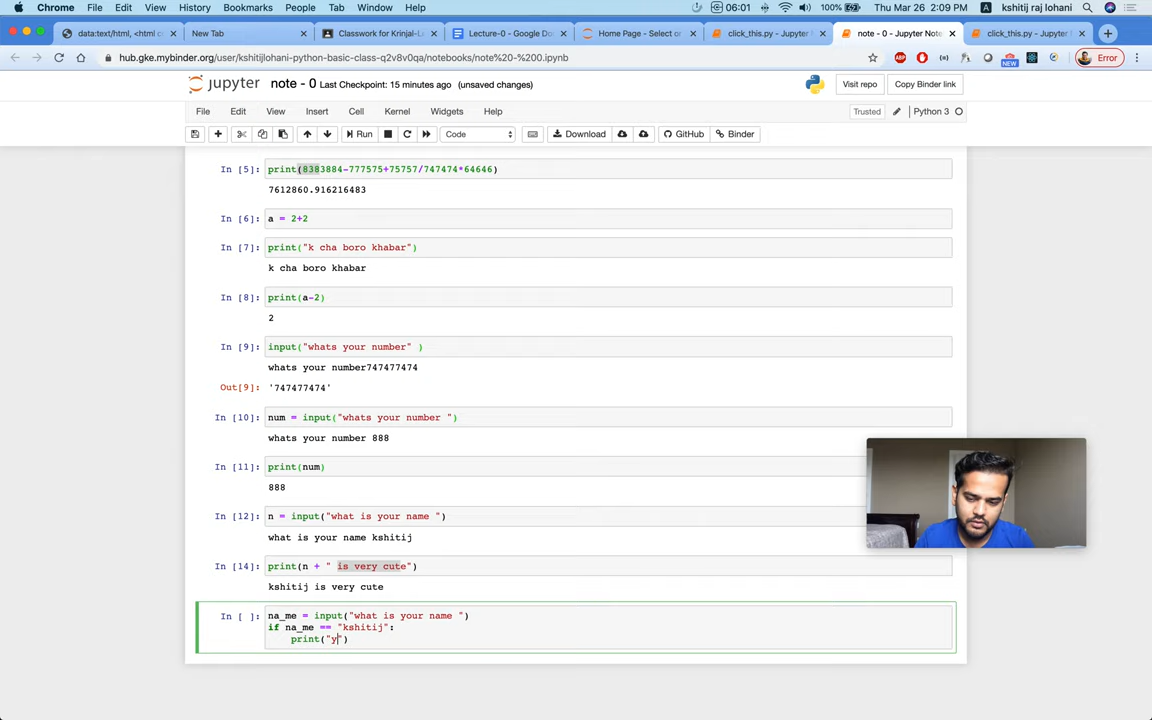 Chrome File Edit View History Bookmarks People Tab Window Help 06:01 100% Thu Mar 26 2:09 PM A kshitij raj lohani
data:text/html, <html c New Tab Classwork for Krinjal-L Lecture-0 - Google Do Home Page - Select or click_this.py - Jupyter N note - 0 - Jupyter Note click_this.py - Jupyter N
hub.gke.mybinder.org/user/kshitijlohani-python-basic-class-q2v8v0qa/notebooks/note%20-%200.ipynb ABP NEW Error
jupyter note - 0 Last Checkpoint: 15 minutes ago (unsaved changes) Visit repo Copy Binder link
File Edit View Insert Cell Kernel Widgets Help Trusted Python 3
Run Code Download GitHub Binder
In [5]: print(8383884-777575+75757/747474*64646)
7612860.916216483
In [6]: a = 2+2
In [7]: print("k cha boro khabar")
k cha boro khabar
In [8]: print(a-2)
2
In [9]: input("whats your number" )
whats your number747477474
Out[9]: '747477474'
In [10]: num = input("whats your number ")
whats your number 888
In [11]: print(num)
888
In [12]: n = input("what is your name ")
what is your name kshitij
In [14]: print(n + " is very cute")
kshitij is very cute
In [ ]: na_me = input("what is your name ")
if na_me == "kshitij":
print("y")